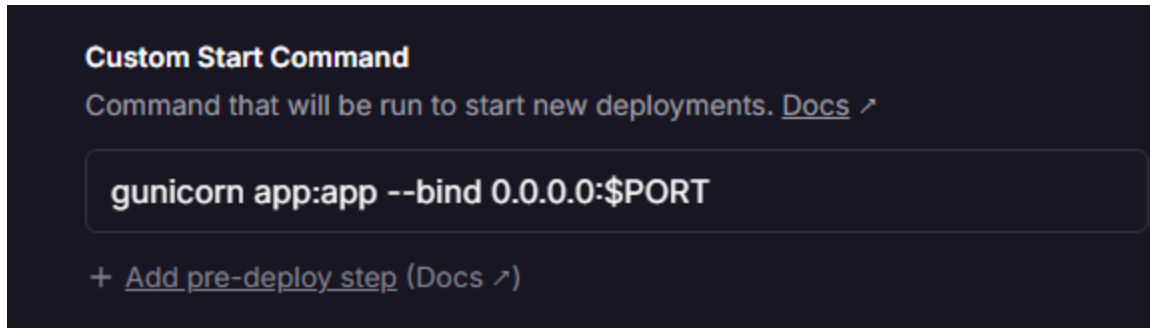 Custom Start Command
Command that will be run to start new deployments. Docs ↗
gunicorn app:app --bind 0.0.0.0:$PORT
+ Add pre-deploy step (Docs ↗)